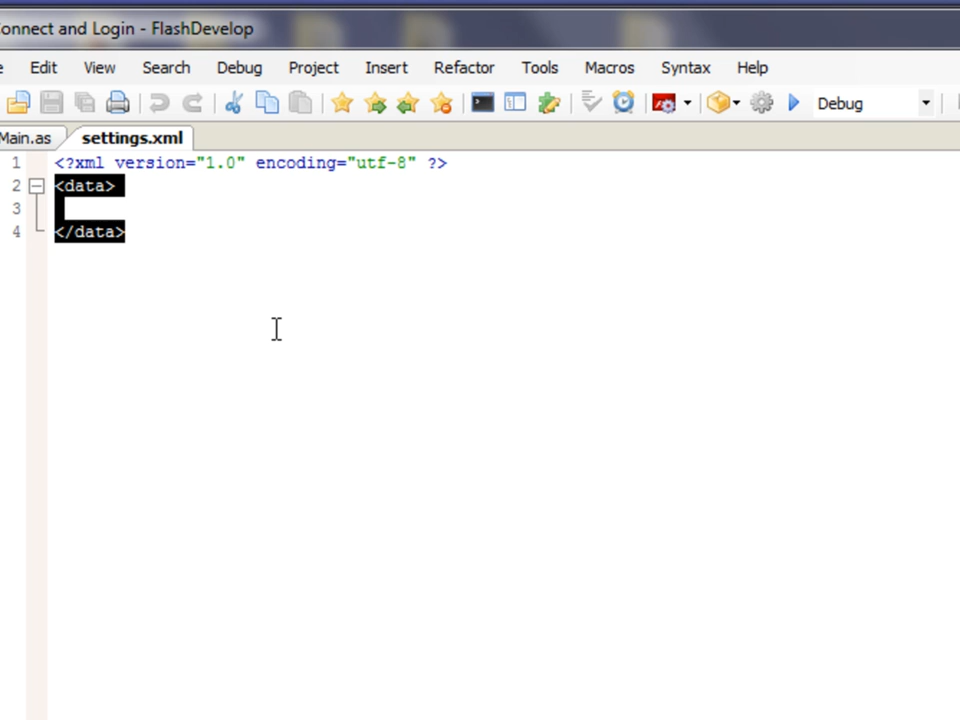 onnect and Login - FlashDevelop
e Edit View Search Debug Project Insert Refactor Tools Macros Syntax Help
Debug
Main.as settings.xml
1 <?xml version="1.0" encoding="utf-8" ?>
2 <data>
3
4 </data>